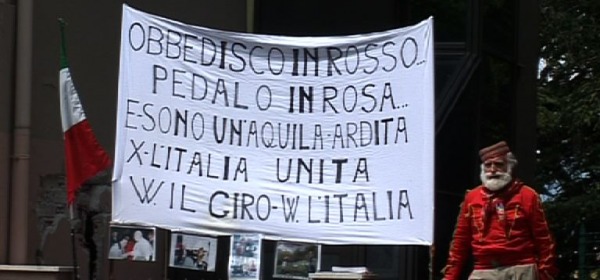 OBBEDISCO IN ROSSO...
PEDALO IN ROSA...
E SONO UN'AQUILA-ARDITA
X-L'ITALIA UNITA
W. IL GIRO-W. L'ITALIA